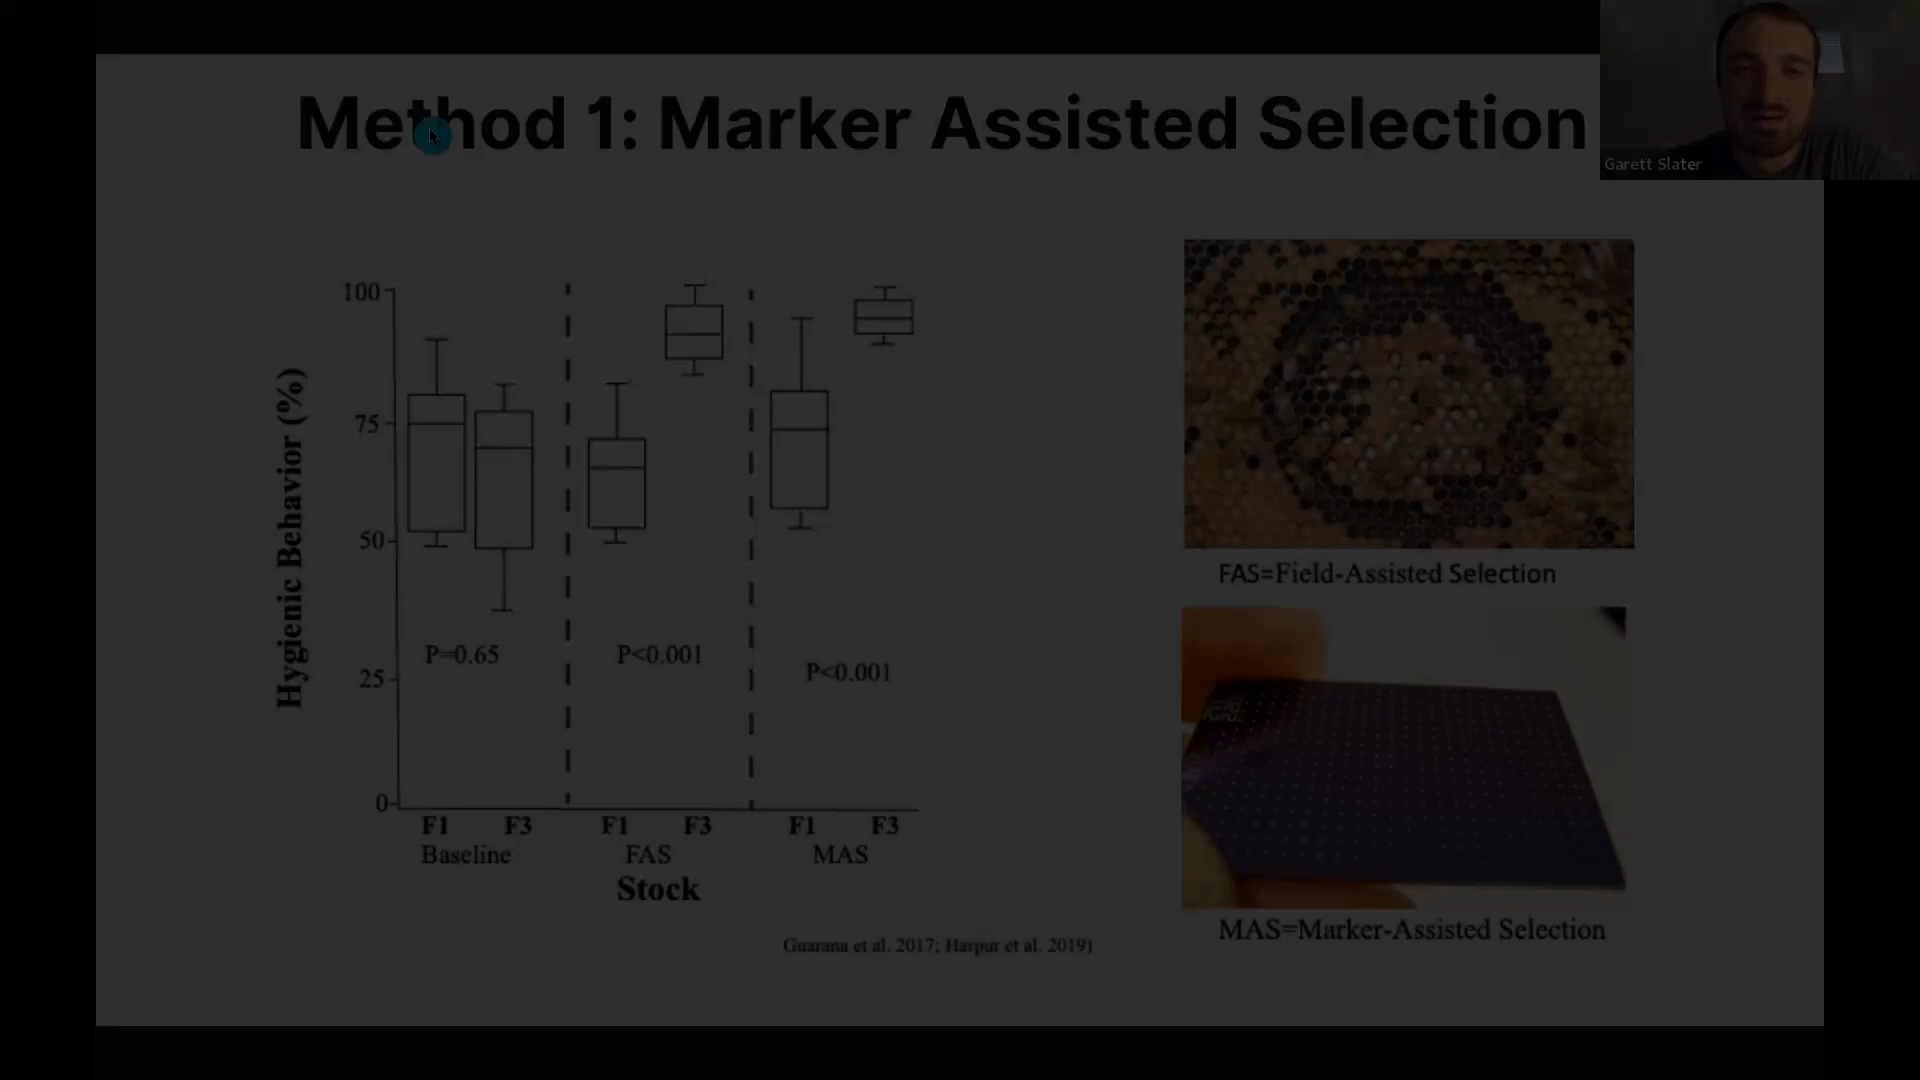 Method 1: Marker Assisted Selection
Garett Slater
100
75
50
25
0
Hygienic Behavior (%)
P=0.65
P<0.001
P<0.001
F1 F3 F1 F3 F1 F3
Baseline FAS MAS
Stock
Guarana et al. 2017; Harpur et al. 2019)
FAS=Field-Assisted Selection
MAS=Marker-Assisted Selection